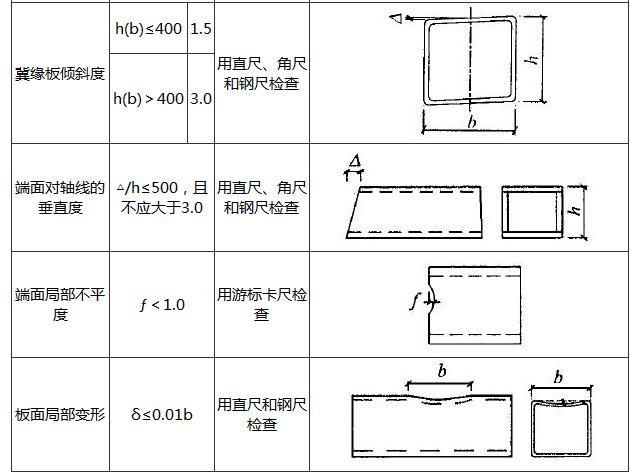 冀缘板倾斜度
h(b)≤400
1.5
h(b)＞400
3.0
用直尺、角尺
和钢尺检查
Δ
h
b
端面对轴线的
垂直度
△/h≤500，且
不应大于3.0
用直尺、角尺
和钢尺检查
Δ
h
端面局部不平
度
ƒ＜1.0
用游标卡尺检
查
f
板面局部变形
δ≤0.01b
用直尺和钢尺
检查
b
b